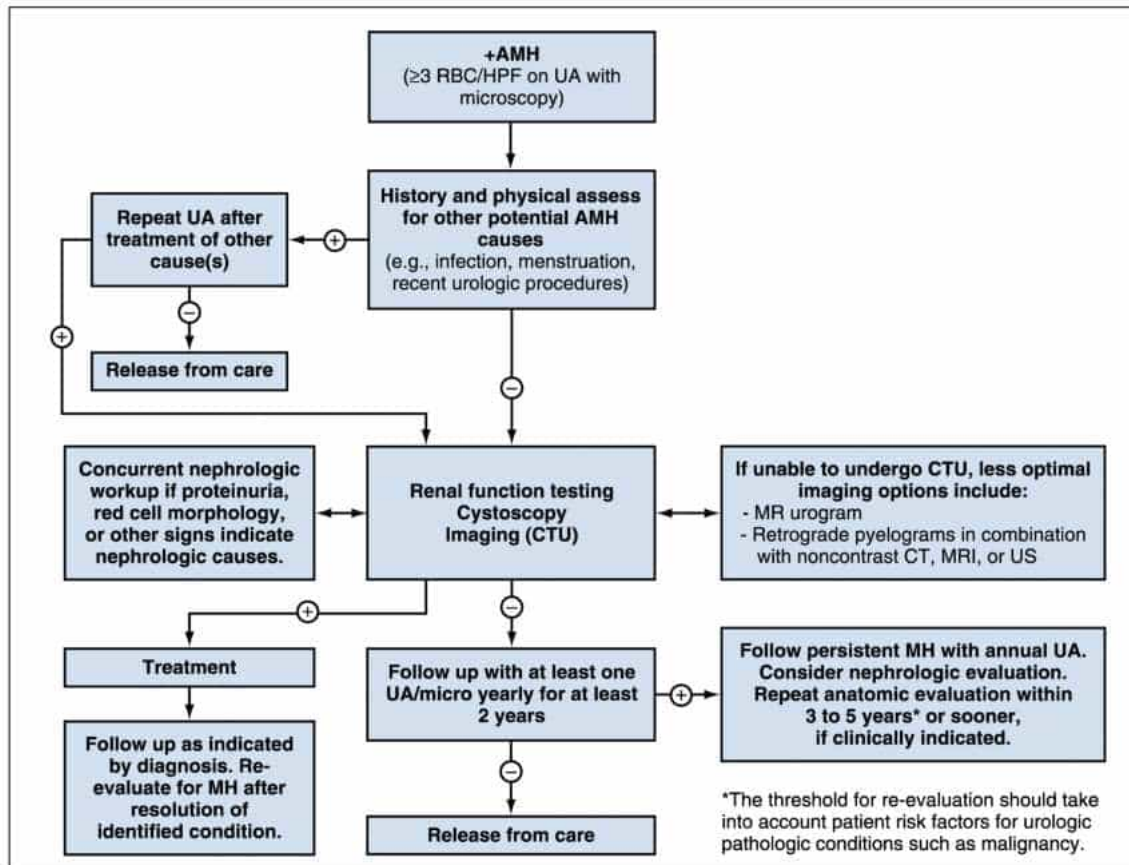 +AMH
(≥3 RBC/HPF on UA with
microscopy)
History and physical assess
for other potential AMH
causes
(e.g., infection, menstruation,
recent urologic procedures)
+
Repeat UA after
treatment of other
cause(s)
−
Release from care
+
−
Concurrent nephrologic
workup if proteinuria,
red cell morphology,
or other signs indicate
nephrologic causes.
Renal function testing
Cystoscopy
Imaging (CTU)
If unable to undergo CTU, less optimal
imaging options include:
- MR urogram
- Retrograde pyelograms in combination
with noncontrast CT, MRI, or US
+
−
Treatment
Follow up as indicated
by diagnosis. Re-
evaluate for MH after
resolution of
identified condition.
Follow up with at least one
UA/micro yearly for at least
2 years
+
Follow persistent MH with annual UA.
Consider nephrologic evaluation.
Repeat anatomic evaluation within
3 to 5 years* or sooner,
if clinically indicated.
−
Release from care
*The threshold for re-evaluation should take
into account patient risk factors for urologic
pathologic conditions such as malignancy.